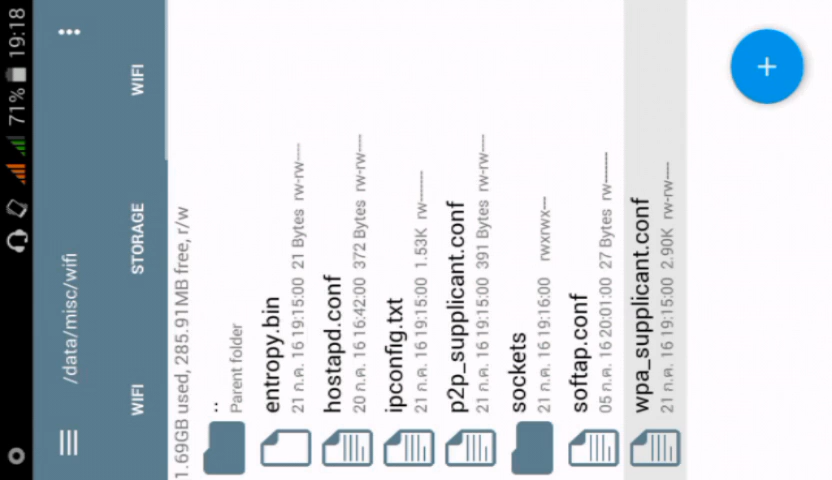 71% 19:18
/data/misc/wifi
WIFI STORAGE WIFI
1.69GB used, 285.91MB free, r/w
..
Parent folder
entropy.bin
21 ก.ค. 16 19:15:00 21 Bytes rw-rw----
hostapd.conf
20 ก.ค. 16 16:42:00 372 Bytes rw-rw----
ipconfig.txt
21 ก.ค. 16 19:15:00 1.53K rw-------
p2p_supplicant.conf
21 ก.ค. 16 19:15:00 391 Bytes rw-rw----
sockets
21 ก.ค. 16 19:16:00 rwxrwx---
softap.conf
05 ก.ค. 16 20:01:00 27 Bytes rw-------
wpa_supplicant.conf
21 ก.ค. 16 19:15:00 2.90K rw-rw----